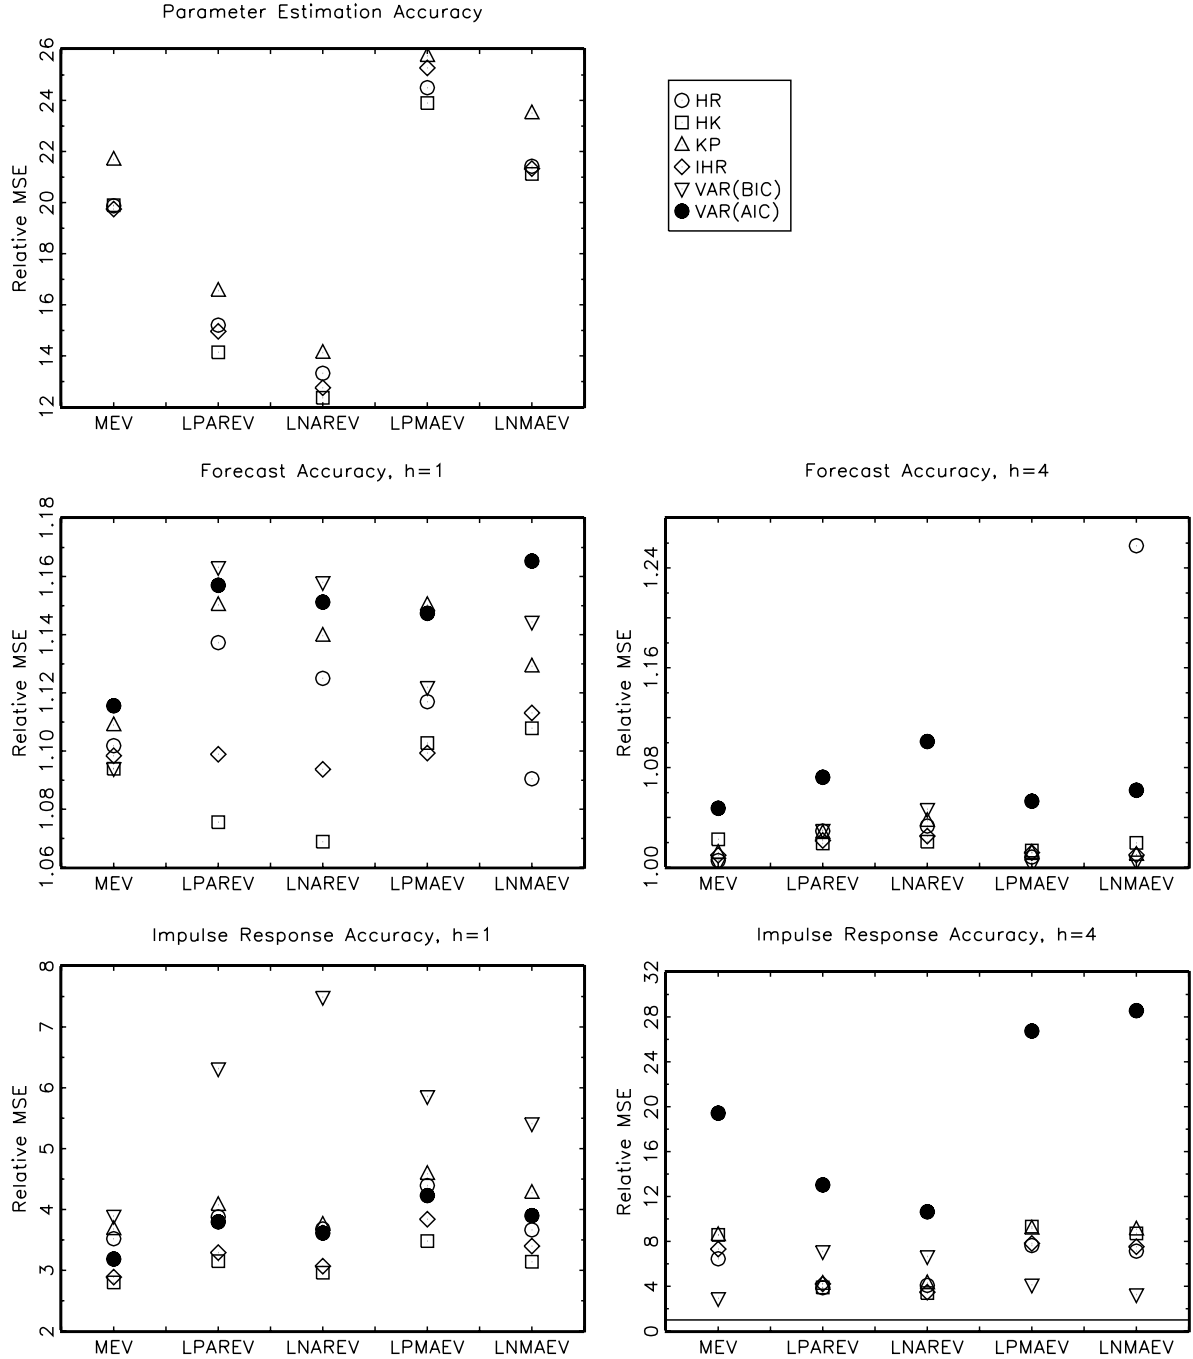 Parameter Estimation Accuracy
Relative MSE
26
24
22
20
18
16
14
12
MEV LPAREV LNAREV LPMAEV LNMAEV
HR
HK
KP
IHR
VAR(BIC)
VAR(AIC)
Forecast Accuracy, h=1
Relative MSE
1.18
1.16
1.14
1.12
1.10
1.08
1.06
MEV LPAREV LNAREV LPMAEV LNMAEV
Forecast Accuracy, h=4
Relative MSE
1.24
1.16
1.08
1.00
MEV LPAREV LNAREV LPMAEV LNMAEV
Impulse Response Accuracy, h=1
Relative MSE
8
7
6
5
4
3
2
MEV LPAREV LNAREV LPMAEV LNMAEV
Impulse Response Accuracy, h=4
Relative MSE
32
28
24
20
16
12
8
4
0
MEV LPAREV LNAREV LPMAEV LNMAEV